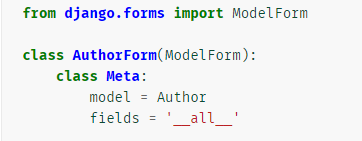 from django.forms import ModelForm

class AuthorForm(ModelForm):
    class Meta:
        model = Author
        fields = '__all__'